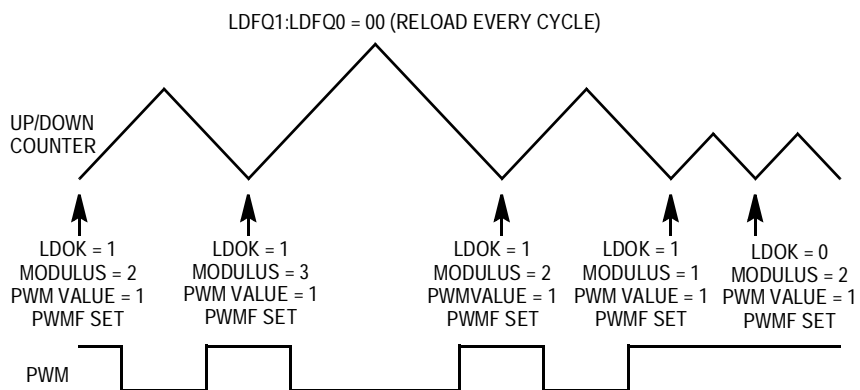 LDFQ1:LDFQ0 = 00 (RELOAD EVERY CYCLE)
UP/DOWN
COUNTER
LDOK = 1
MODULUS = 2
PWM VALUE = 1
PWMF SET
LDOK = 1
MODULUS = 3
PWM VALUE = 1
PWMF SET
LDOK = 1
MODULUS = 2
PWMVALUE = 1
PWMF SET
LDOK = 1
MODULUS = 1
PWM VALUE = 1
PWMF SET
LDOK = 0
MODULUS = 2
PWM VALUE = 1
PWMF SET
PWM